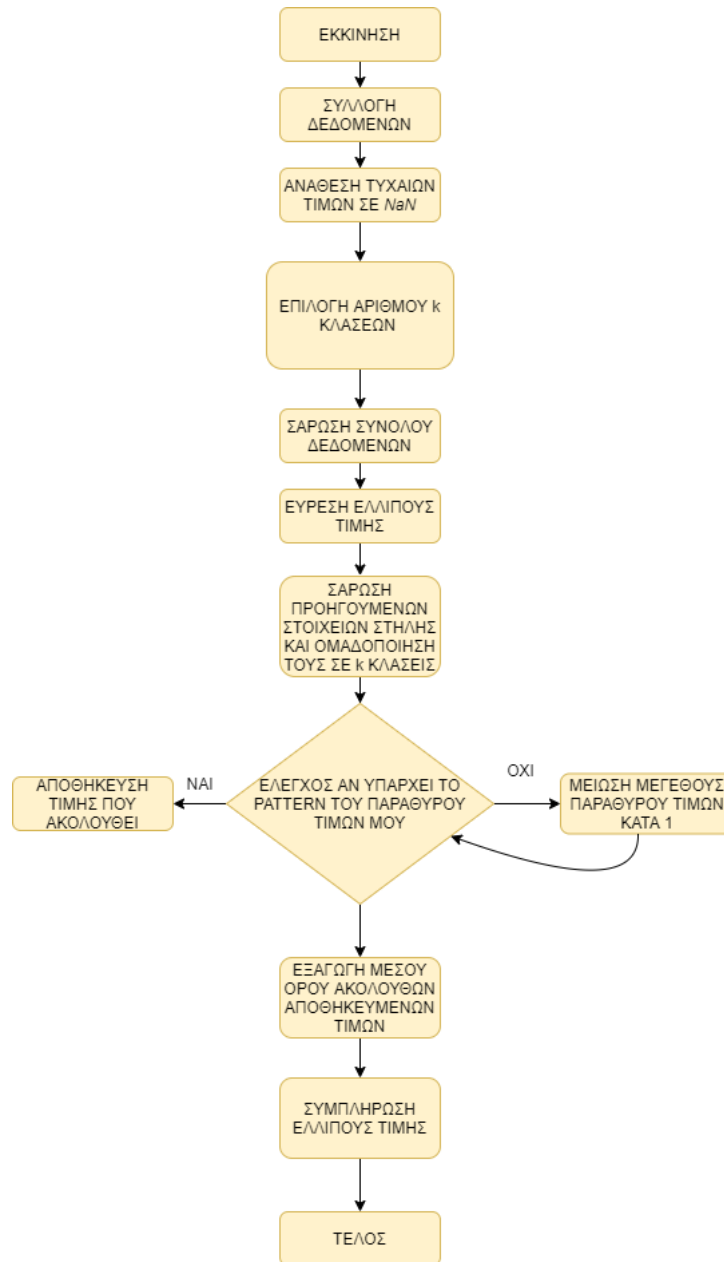 ΕΚΚΙΝΗΣΗ
ΣΥΛΛΟΓΗ
ΔΕΔΟΜΕΝΩΝ
ΑΝΑΘΕΣΗ ΤΥΧΑΙΩΝ
ΤΙΜΩΝ ΣΕ NaN
ΕΠΙΛΟΓΗ ΑΡΙΘΜΟΥ k
ΚΛΑΣΕΩΝ
ΣΑΡΩΣΗ ΣΥΝΟΛΟΥ
ΔΕΔΟΜΕΝΩΝ
ΕΥΡΕΣΗ ΕΛΛΙΠΟΥΣ
ΤΙΜΗΣ
ΣΑΡΩΣΗ
ΠΡΟΗΓΟΥΜΕΝΩΝ
ΣΤΟΙΧΕΙΩΝ ΣΤΗΛΗΣ
ΚΑΙ ΟΜΑΔΟΠΟΙΗΣΗ
ΤΟΥΣ ΣΕ k ΚΛΑΣΕΙΣ
ΑΠΟΘΗΚΕΥΣΗ
ΤΙΜΗΣ ΠΟΥ
ΑΚΟΛΟΥΘΕΙ
ΝΑΙ
ΕΛΕΓΧΟΣ ΑΝ ΥΠΑΡΧΕΙ ΤΟ
PATTERN ΤΟΥ ΠΑΡΑΘΥΡΟΥ
ΤΙΜΩΝ ΜΟΥ
ΟΧΙ
ΜΕΙΩΣΗ ΜΕΓΕΘΟΥΣ
ΠΑΡΑΘΥΡΟΥ ΤΙΜΩΝ
ΚΑΤΑ 1
ΕΞΑΓΩΓΗ ΜΕΣΟΥ
ΟΡΟΥ ΑΚΟΛΟΥΘΩΝ
ΑΠΟΘΗΚΕΥΜΕΝΩΝ
ΤΙΜΩΝ
ΣΥΜΠΛΗΡΩΣΗ
ΕΛΛΙΠΟΥΣ ΤΙΜΗΣ
ΤΕΛΟΣ